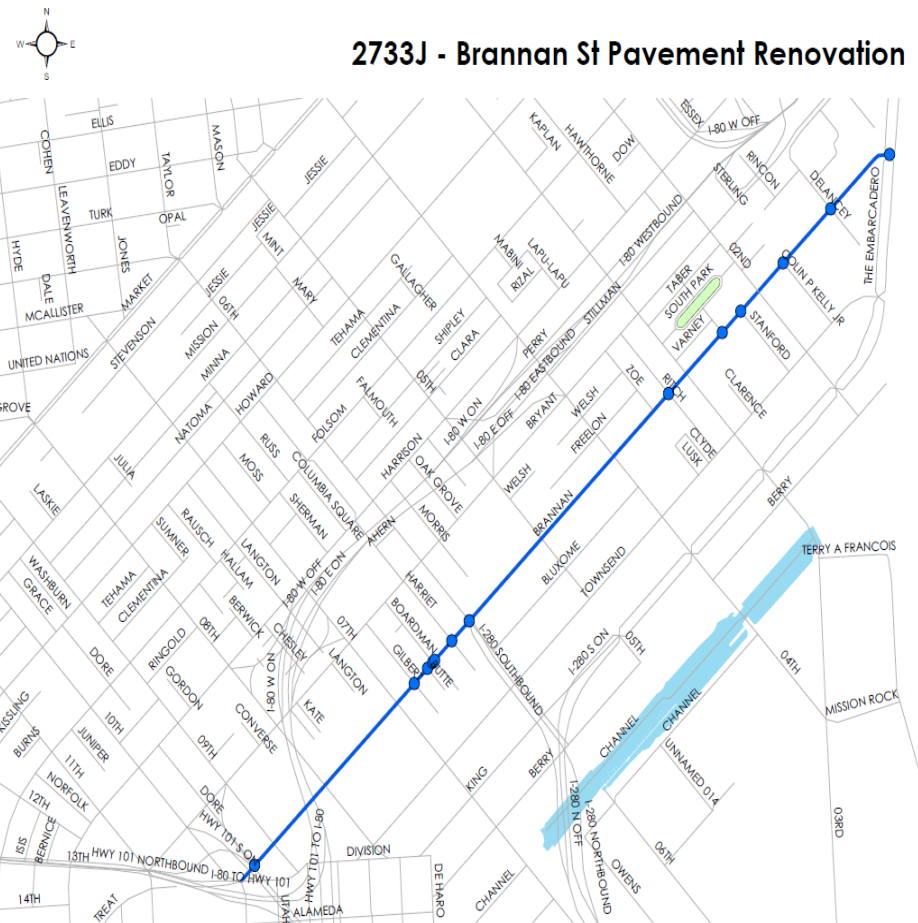 N
W E
S
2733J - Brannan St Pavement Renovation
ELLIS
COHEN
EDDY
TAYLOR
MASON
LEAVENWORTH
TURK
OPAL
HYDE
DALE
JONES
MCALLISTER
MARKET
UNITED NATIONS
STEVENSON
JESSIE
JESSIE
MINT
MARY
JESSIE
06TH
MISSION
MINNA
NATOMA
HOWARD
GROVE
KAPLAN
HAWTHORNE
DOW
ESSEX
I-80 W OFF
STERLING
RINCON
DELANCEY
THE EMBARCADERO
I-80 WESTBOUND
MABINI
LAPU-LAPU
RIZAL
GALLAGHER
TEHAMA
CLEMENTINA
SHIPLEY
CLARA
PERRY
STILLMAN
I-80 EASTBOUND
02ND
TABER
SOUTH PARK
VARNEY
COLIN P KELLY JR
STANFORD
05TH
FALMOUTH
FOLSOM
HARRISON
I-80 W ON
I-80 E OFF
BRYANT
WELSH
FREELON
ZOE
RITCH
CLARENCE
CLYDE
LUSK
JULIA
LASKIE
RUSS
MOSS
COLUMBIA SQUARE
SHERMAN
OAK GROVE
MORRIS
AHERN
WELSH
BRANNAN
BLUXOME
TOWNSEND
BERRY
TERRY A FRANCOIS
RAUSCH
SUMNER
HALLAM
LANGTON
I-80 W OFF
I-80 E ON
HARRIET
BOARDMAN
WASHBURN
GRACE
TEHAMA
CLEMENTINA
BERWICK
08TH
RINGOLD
CHESLEY
07TH
LANGTON
I-280 SOUTHBOUND
I-280 S ON
05TH
04TH
DORE
GORDON
I-80 W ON
KATE
CONVERSE
MISSION ROCK
KISSLING
BURNS
JUNIPER
10TH
11TH
09TH
NORFOLK
12TH
ISIS
BERNICE
DORE
HWY 101 S ON
KING
BERRY
CHANNEL
CHANNEL
UNNAMED 014
I-280 N OFF
I-280 NORTHBOUND
03RD
06TH
OWENS
13TH
HWY 101 NORTHBOUND
I-80 TO HWY 101
HWY 101 TO I-80
DIVISION
DE HARO
CHANNEL
14TH
TREAT
UTAH
ALAMEDA